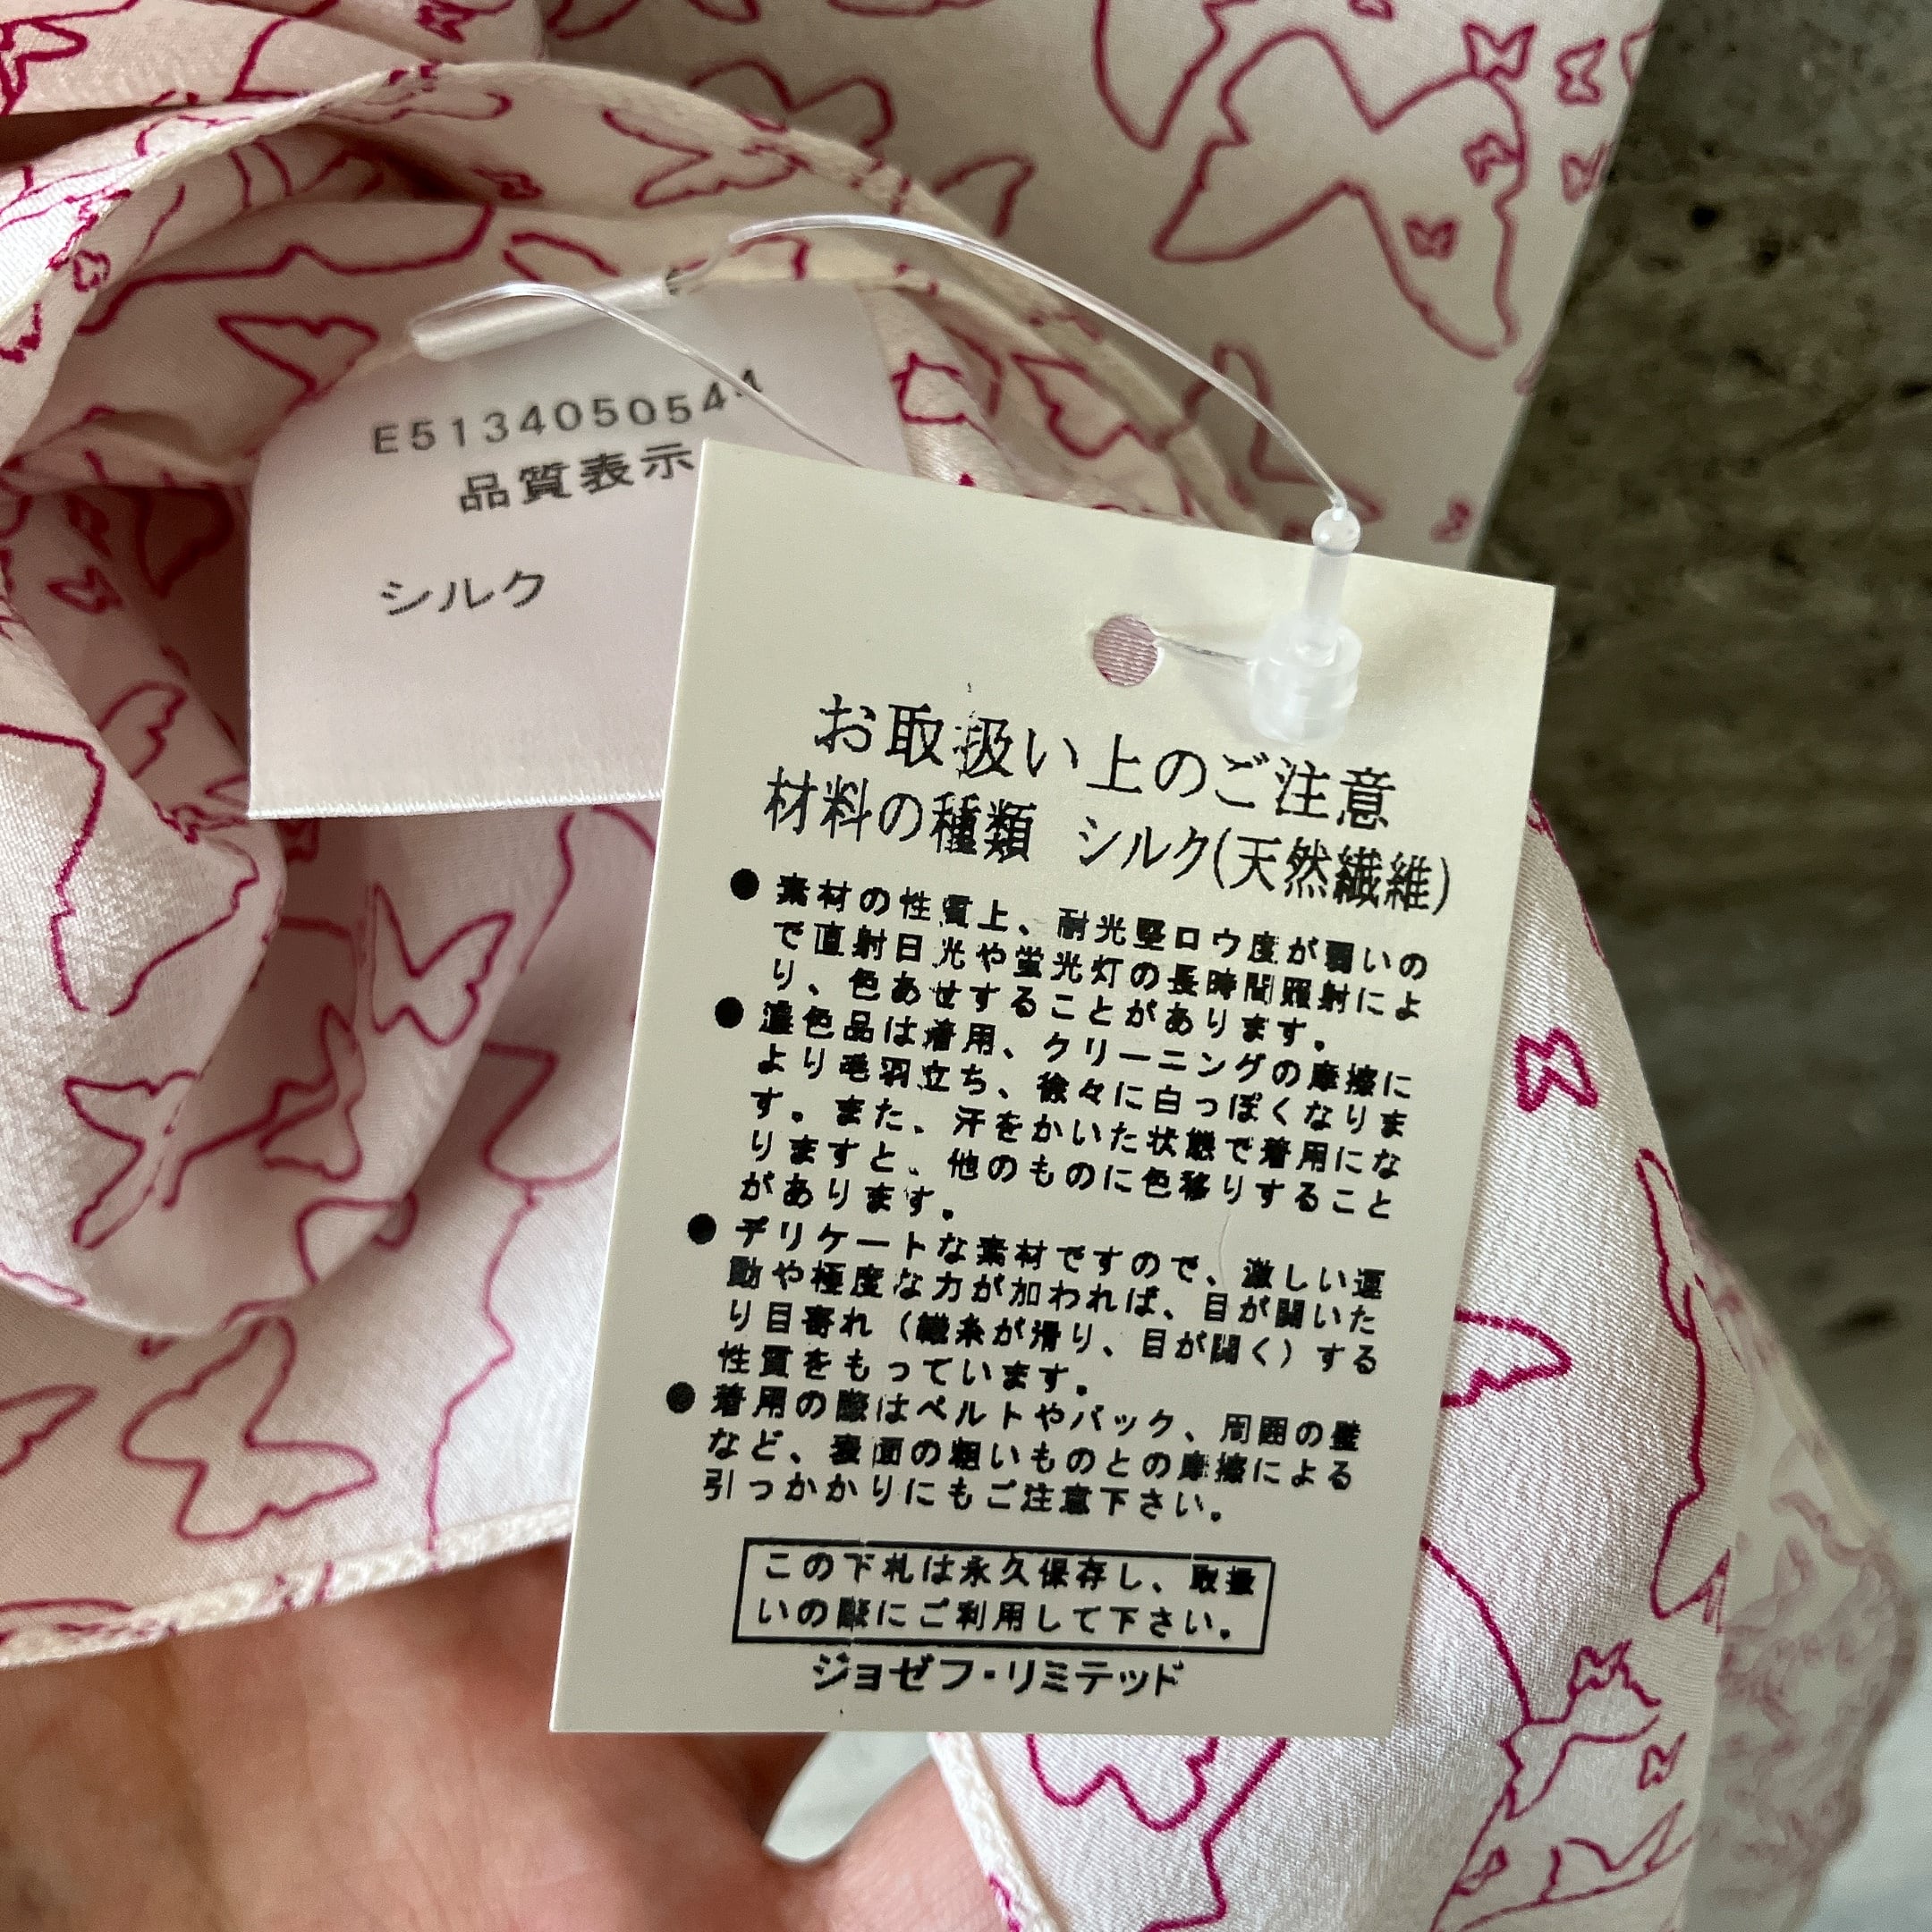 E5134050544
品質表示
シルク
お取扱い上のご注意
材料の種類 シルク(天然繊維)
●素材の性質上、耐光堅ロウ度が弱いの
で直射日光や蛍光灯の長時間照射によ
り、色あせすることがあります。
●濃色品は着用、クリーニングの摩擦に
より毛羽立ち、徐々に白っぽくなりま
す。また、汗をかいた状態で着用にな
りますと、他のものに色移りすること
があります。
●デリケートな素材ですので、激しい運
動や極度な力が加われば、目が開いた
り目寄れ（織糸が滑り、目が開く）する
性質をもっています。
●着用の際はベルトやバック、周囲の壁
など、表面の粗いものとの摩擦による
引っかかりにもご注意下さい。
この下札は永久保存し、取扱
いの際にご利用して下さい。
ジョゼフ・リミテッド